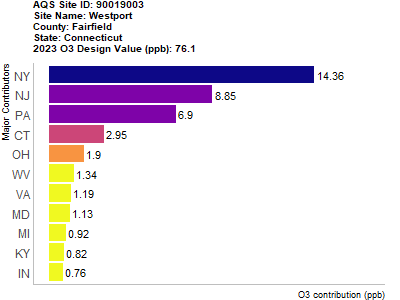 AQS Site ID: 90019003
Site Name: Westport
County: Fairfield
State: Connecticut
2023 O3 Design Value (ppb): 76.1
Major Contributors
NY 14.36
NJ 8.85
PA 6.9
CT 2.95
OH 1.9
WV 1.34
VA 1.19
MD 1.13
MI 0.92
KY 0.82
IN 0.76
O3 contribution (ppb)